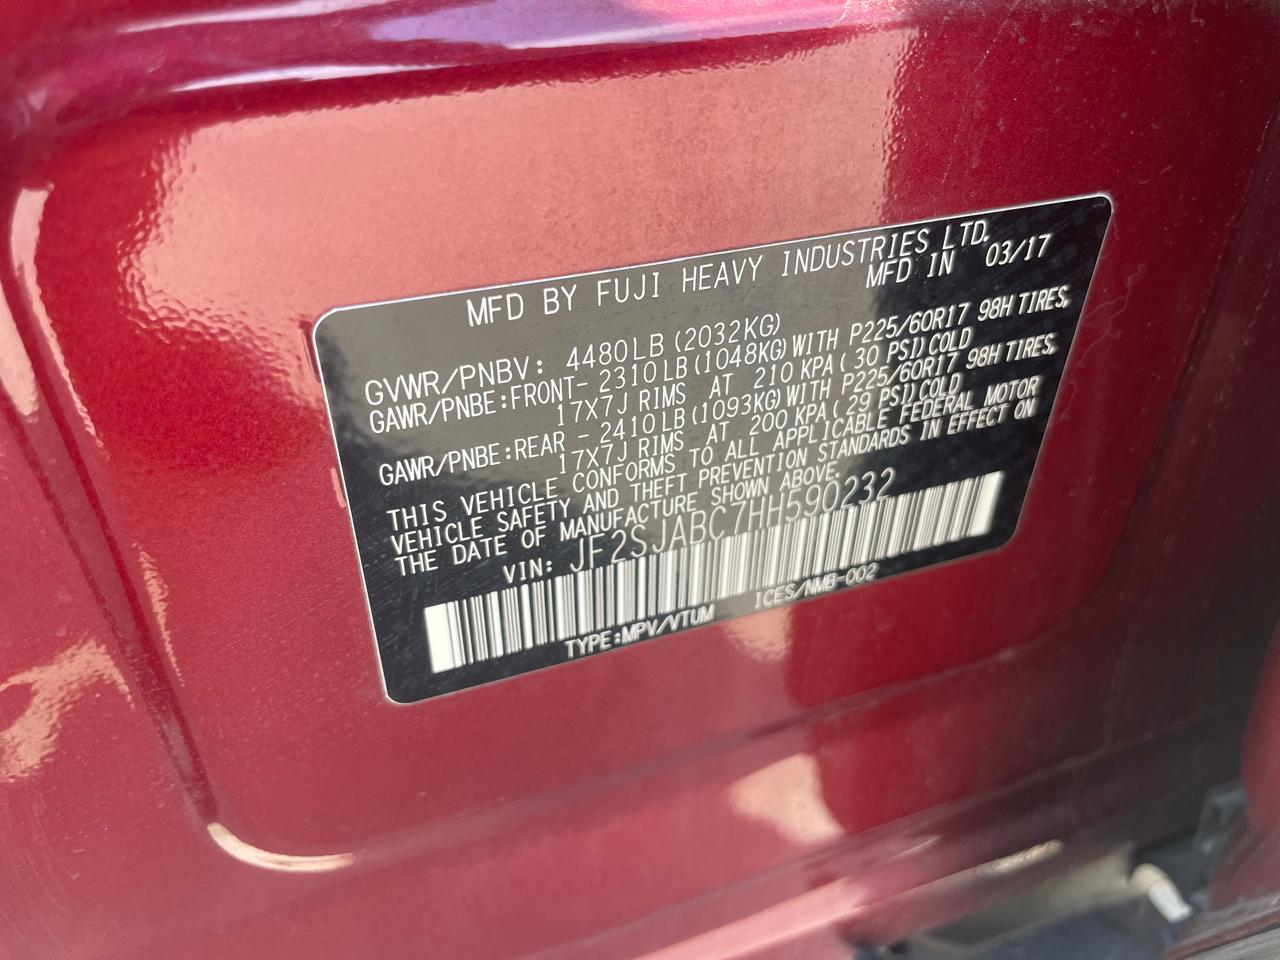 MFD BY FUJI HEAVY INDUSTRIES LTD.
MFD IN 03/17
GVWR/PNBV: 4480LB (2032KG)
GAWR/PNBE:FRONT- 2310LB (1048KG) WITH P225/60R17 98H TIRES,
17X7J RIMS AT 210 KPA ( 30 PSI) COLD
GAWR/PNBE:REAR - 2410LB (1093KG) WITH P225/60R17 98H TIRES,
17X7J RIMS AT 200 KPA ( 29 PSI) COLD
THIS VEHICLE CONFORMS TO ALL APPLICABLE FEDERAL MOTOR
VEHICLE SAFETY AND THEFT PREVENTION STANDARDS IN EFFECT ON
THE DATE OF MANUFACTURE SHOWN ABOVE.
VIN: JF2SJABC7HH590232
TYPE:MPV/VTUM ICES/NMB-002